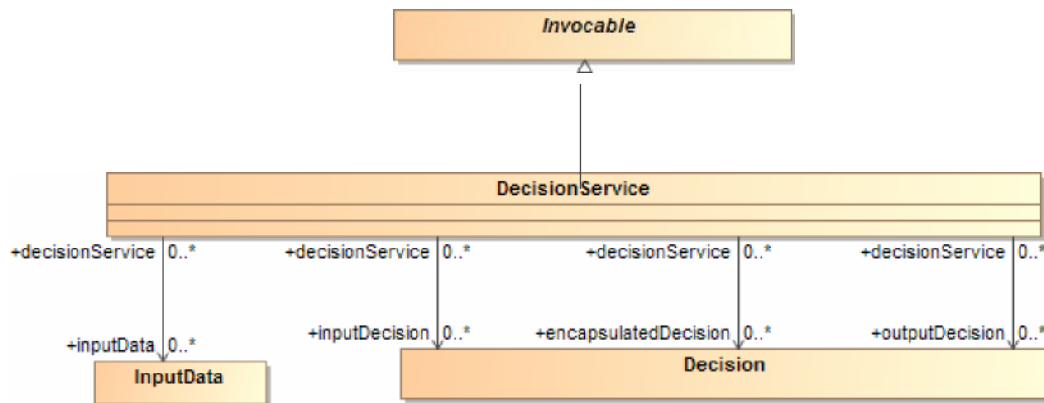 Invocable
DecisionService
+decisionService 0..* +decisionService 0..* +decisionService 0..* +decisionService 0..*
+inputData 0..* +inputDecision 0..* +encapsulatedDecision 0..* +outputDecision 0..*
InputData Decision